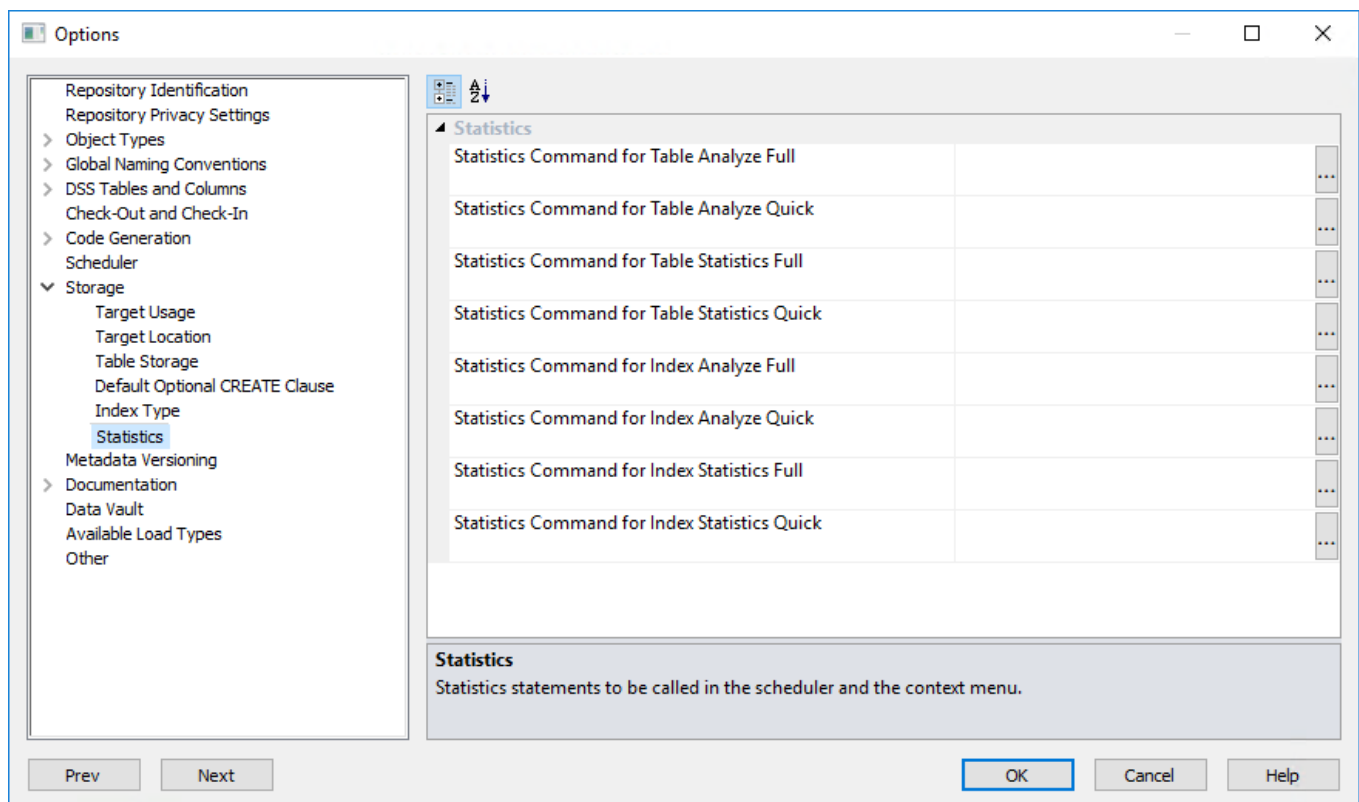 Options
Repository Identification
Repository Privacy Settings
Object Types
Global Naming Conventions
DSS Tables and Columns
Check-Out and Check-In
Code Generation
Scheduler
Storage
Target Usage
Target Location
Table Storage
Default Optional CREATE Clause
Index Type
Statistics
Metadata Versioning
Documentation
Data Vault
Available Load Types
Other
A
Z
Statistics
Statistics Command for Table Analyze Full
...
Statistics Command for Table Analyze Quick
...
Statistics Command for Table Statistics Full
...
Statistics Command for Table Statistics Quick
...
Statistics Command for Index Analyze Full
...
Statistics Command for Index Analyze Quick
...
Statistics Command for Index Statistics Full
...
Statistics Command for Index Statistics Quick
...
Statistics
Statistics statements to be called in the scheduler and the context menu.
Prev Next OK Cancel Help